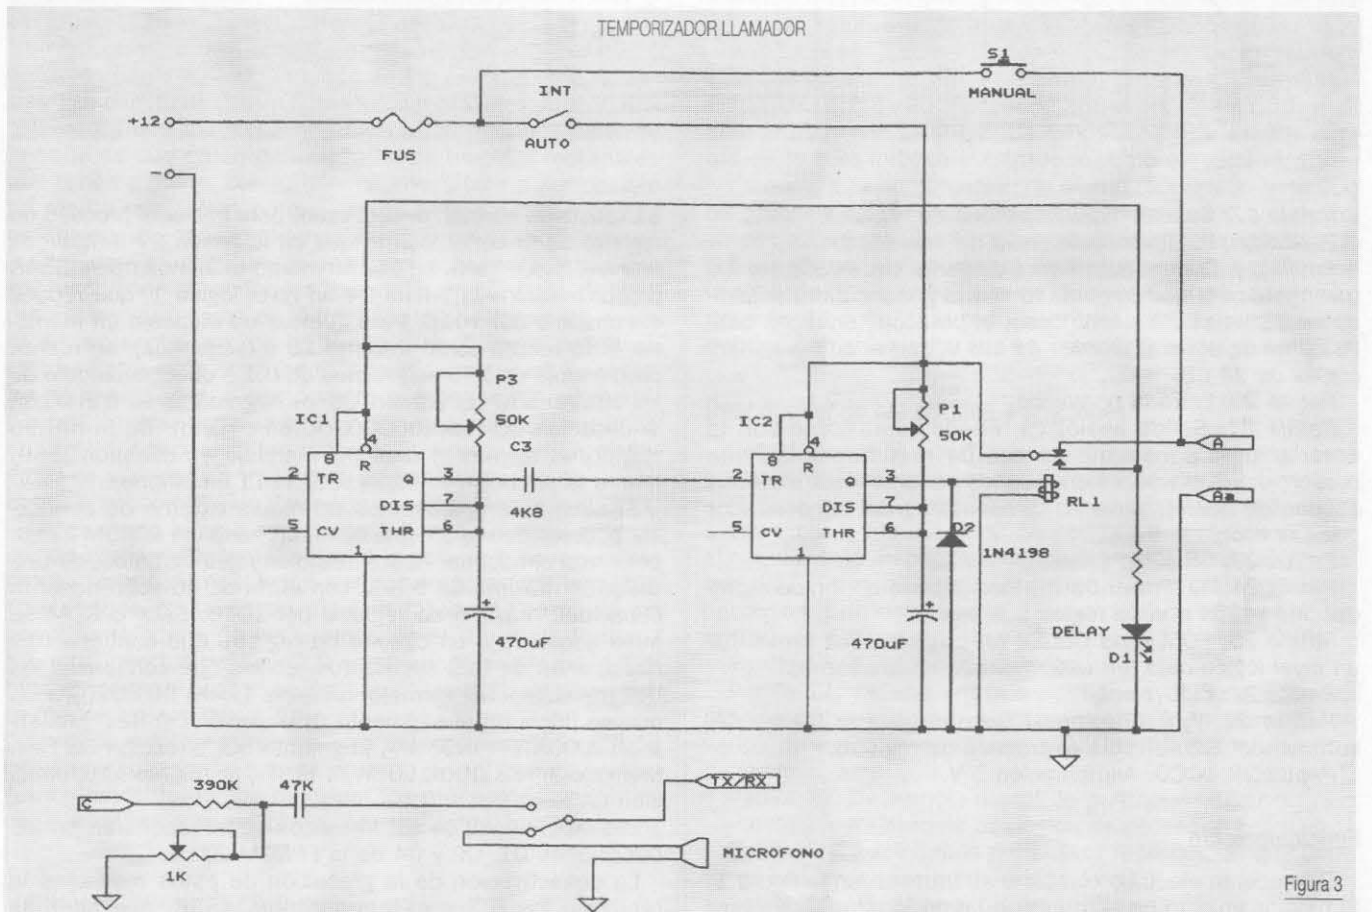 TEMPORIZADOR LLAMADOR
S1
MANUAL
INT
+12
AUTO
FUS
−
P3
50K
IC1
4
8
R
C3
2
TR
Q
3
DIS
7
4K8
5
CV
THR
6
1
+
470uF
P1
50K
IC2
4
8
R
2
TR
Q
3
DIS
7
5
CV
THR
6
1
D2
1N4198
RL1
A
Aa
+
470uF
DELAY
D1
C
390K
47K
1K
TX/RX
MICROFONO
Figura 3